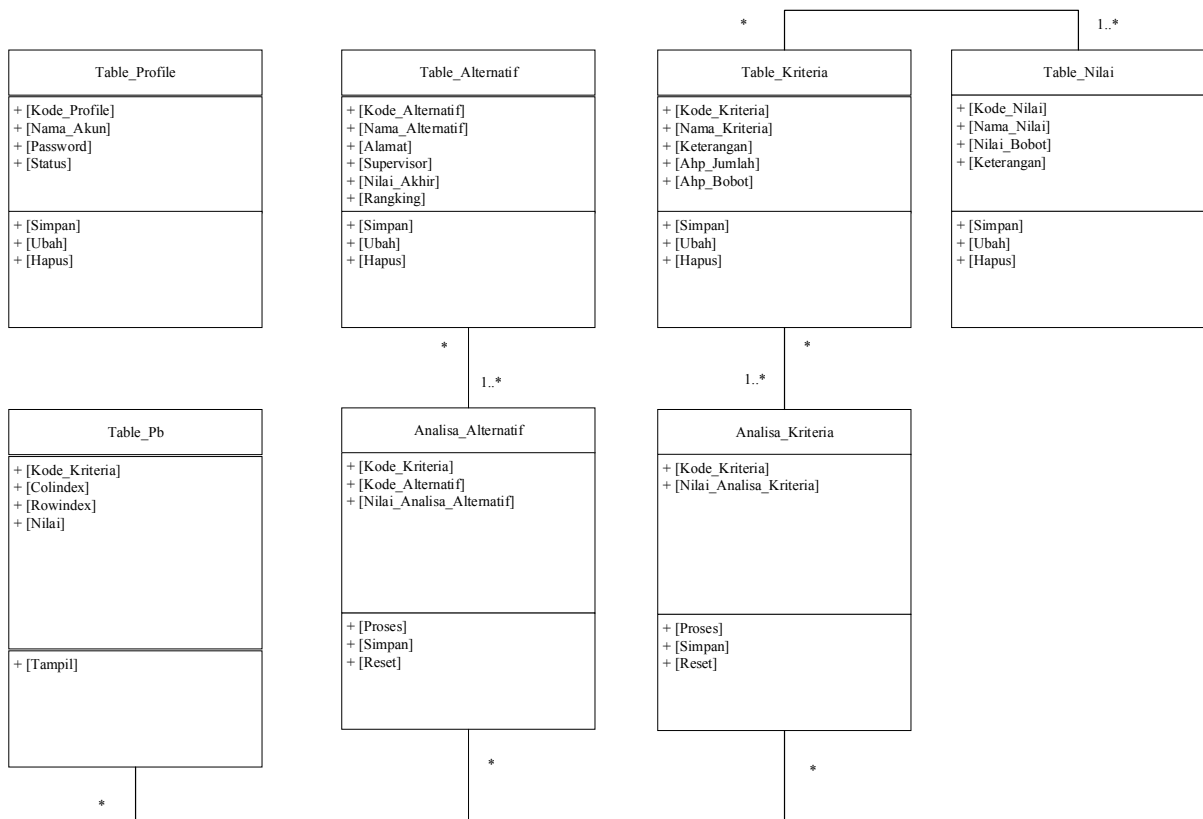 *
1..*
Table_Profile
+ [Kode_Profile]
+ [Nama_Akun]
+ [Password]
+ [Status]
+ [Simpan]
+ [Ubah]
+ [Hapus]
Table_Alternatif
+ [Kode_Alternatif]
+ [Nama_Alternatif]
+ [Alamat]
+ [Supervisor]
+ [Nilai_Akhir]
+ [Rangking]
+ [Simpan]
+ [Ubah]
+ [Hapus]
Table_Kriteria
+ [Kode_Kriteria]
+ [Nama_Kriteria]
+ [Keterangan]
+ [Ahp_Jumlah]
+ [Ahp_Bobot]
+ [Simpan]
+ [Ubah]
+ [Hapus]
Table_Nilai
+ [Kode_Nilai]
+ [Nama_Nilai]
+ [Nilai_Bobot]
+ [Keterangan]
+ [Simpan]
+ [Ubah]
+ [Hapus]
*
1..*
*
1..*
Table_Pb
+ [Kode_Kriteria]
+ [Colindex]
+ [Rowindex]
+ [Nilai]
+ [Tampil]
*
Analisa_Alternatif
+ [Kode_Kriteria]
+ [Kode_Alternatif]
+ [Nilai_Analisa_Alternatif]
+ [Proses]
+ [Simpan]
+ [Reset]
*
Analisa_Kriteria
+ [Kode_Kriteria]
+ [Nilai_Analisa_Kriteria]
+ [Proses]
+ [Simpan]
+ [Reset]
*